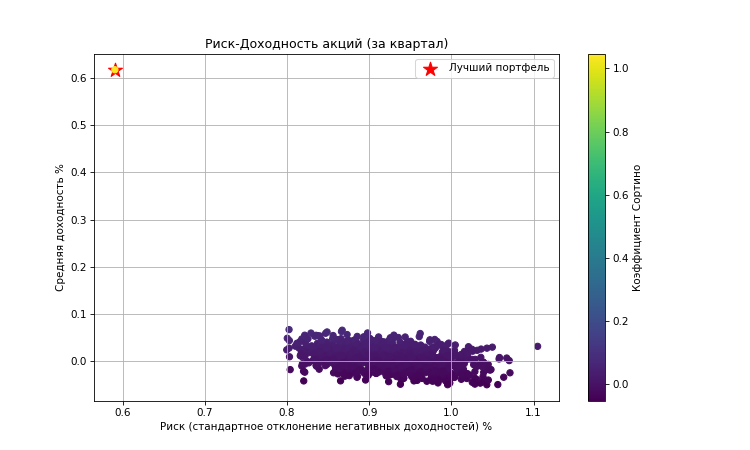 Риск-Доходность акций (за квартал)
Лучший портфель
Средняя доходность %
0.6
0.5
0.4
0.3
0.2
0.1
0.0
0.6 0.7 0.8 0.9 1.0 1.1
Риск (стандартное отклонение негативных доходностей) %
1.0
0.8
0.6
0.4
0.2
0.0
Коэффициент Сортино